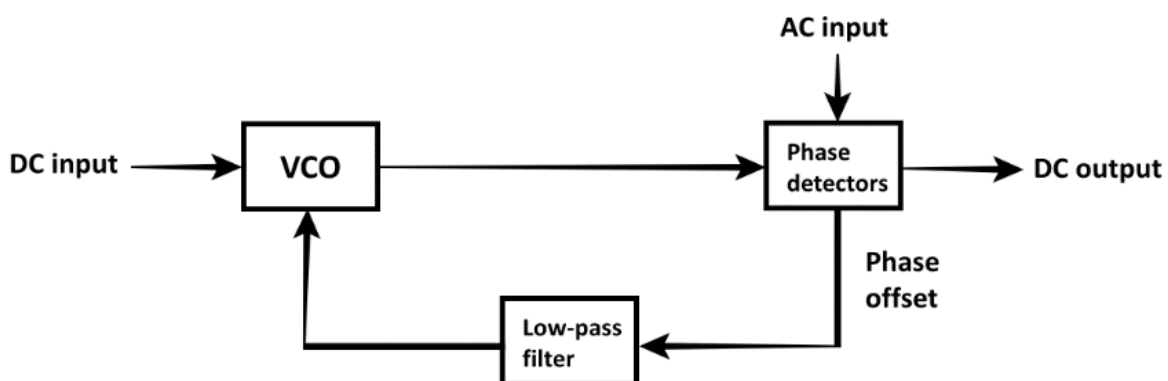 AC input
DC input
VCO
Phase
detectors
DC output
Phase
offset
Low-pass
filter